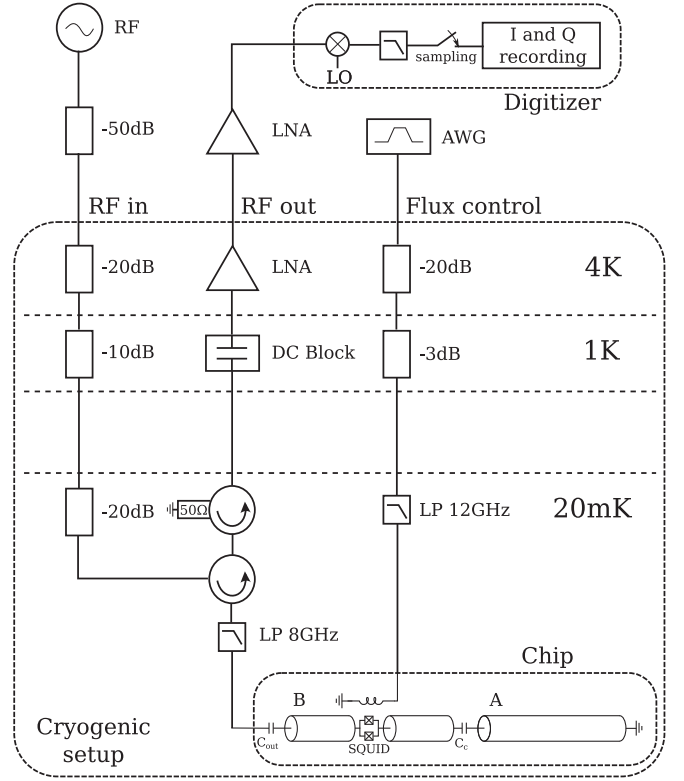 RF
I and Q
recording
sampling
LO
Digitizer
-50dB
LNA
AWG
RF in
RF out
Flux control
-20dB
LNA
-20dB
4K
-10dB
DC Block
-3dB
1K
-20dB
50Ω
LP 12GHz
20mK
LP 8GHz
Chip
B
A
Cout
SQUID
Cc
Cryogenic
setup